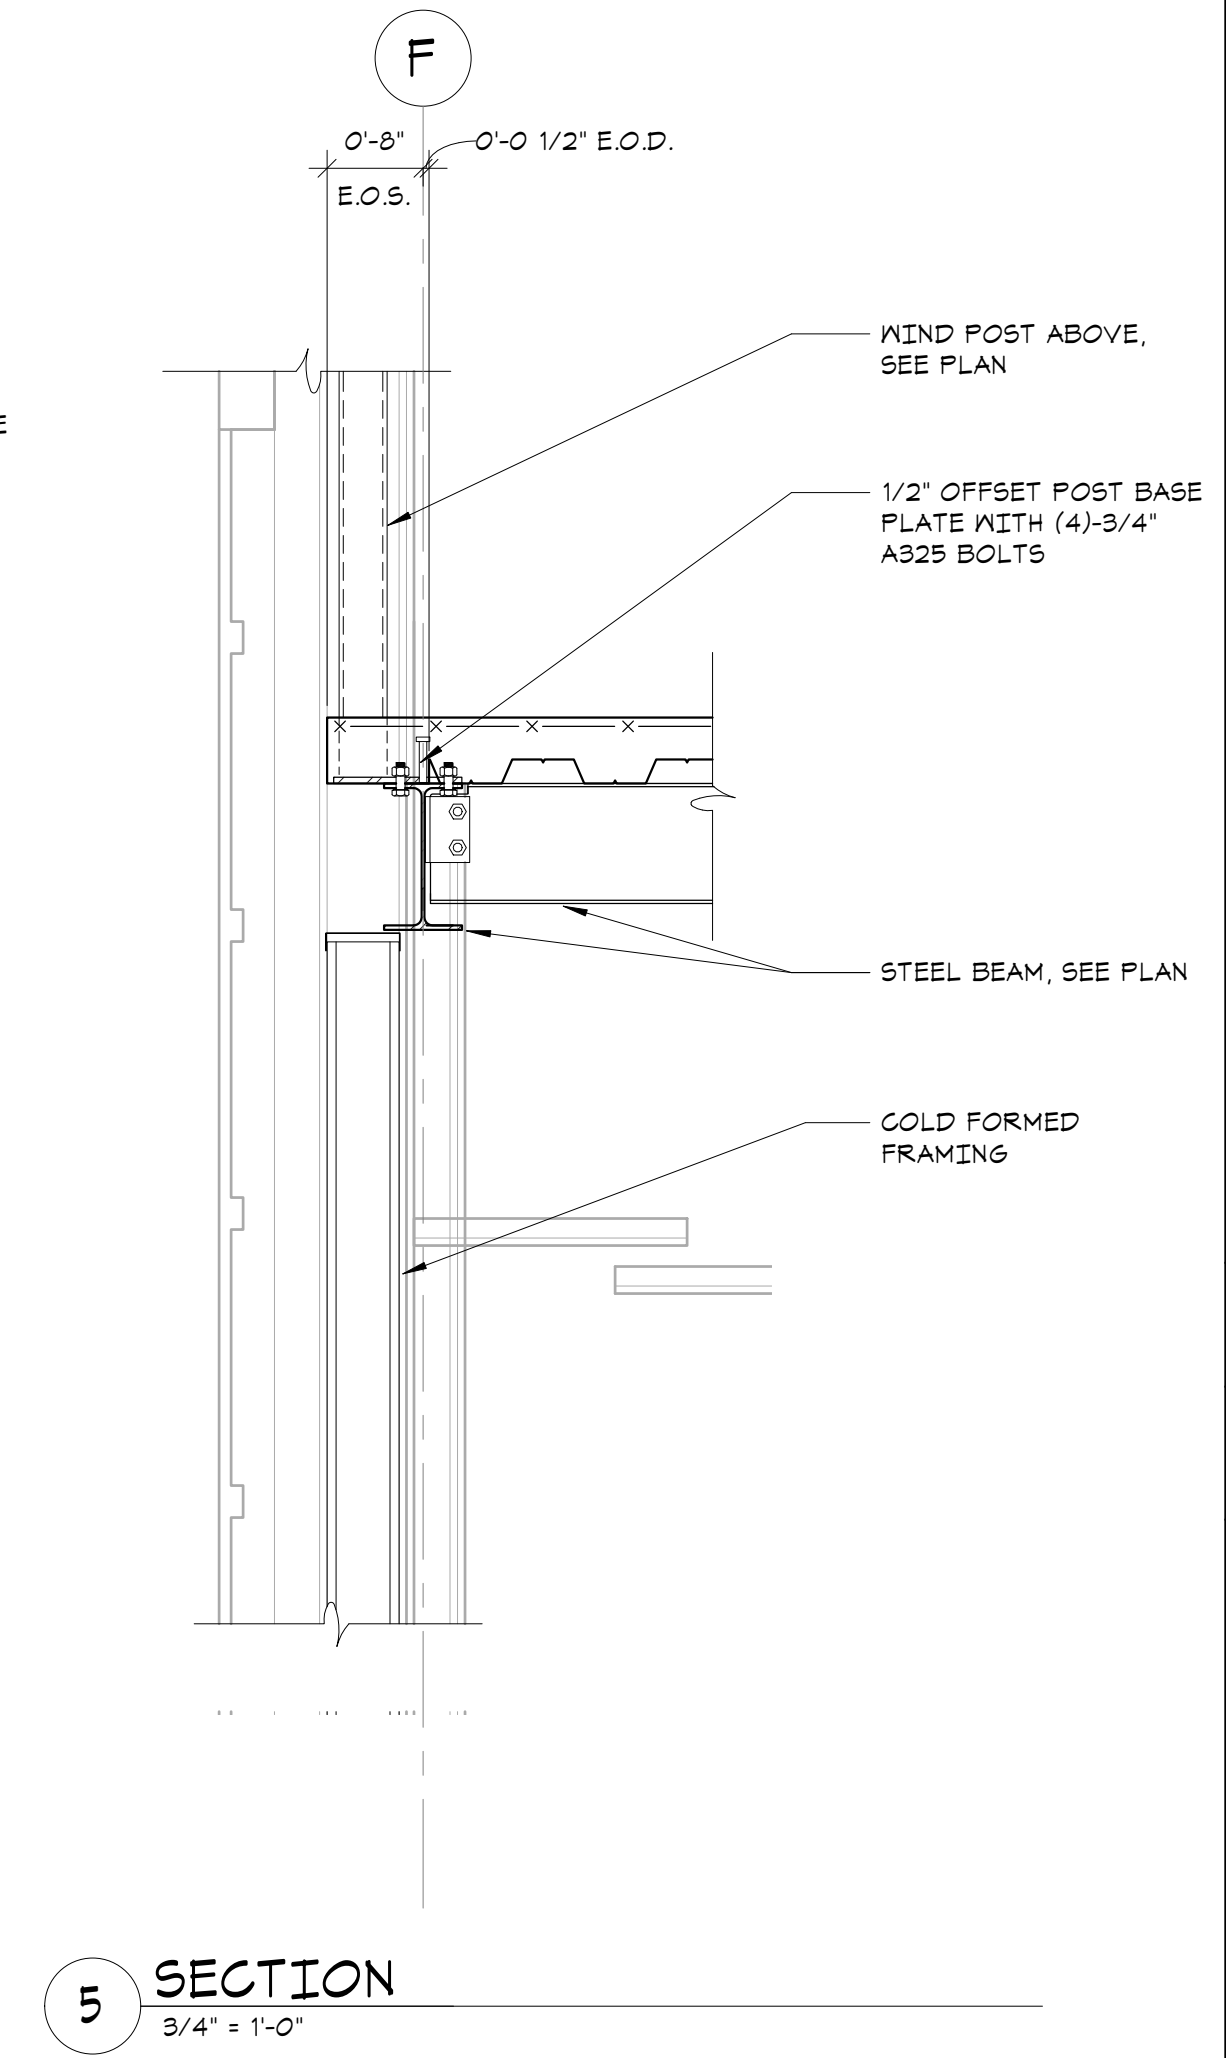 F
0'-8"
0'-0 1/2" E.O.D.
E.O.S.
WIND POST ABOVE,
SEE PLAN
E
1/2" OFFSET POST BASE
PLATE WITH (4)-3/4"
A325 BOLTS
STEEL BEAM, SEE PLAN
COLD FORMED
FRAMING
5
SECTION
3/4" = 1'-0"